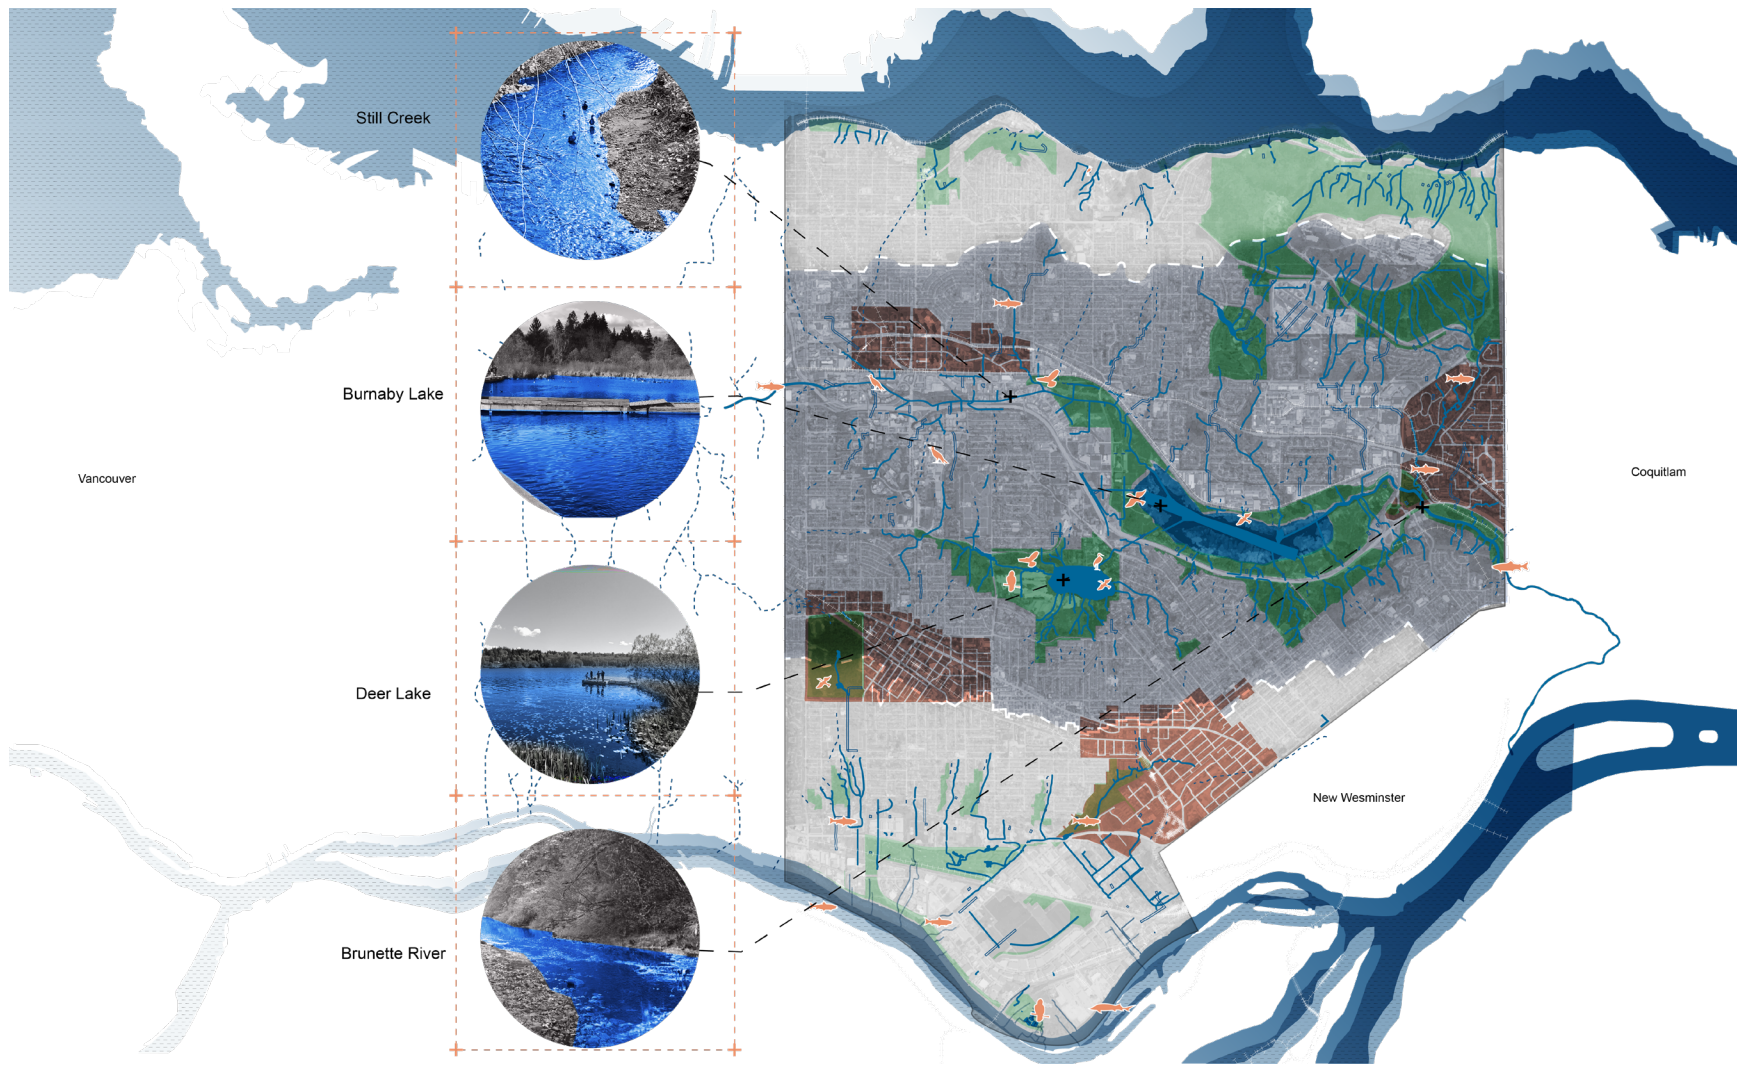 Still Creek
Burnaby Lake
Vancouver
Coquitlam
Deer Lake
New Wesminster
Brunette River